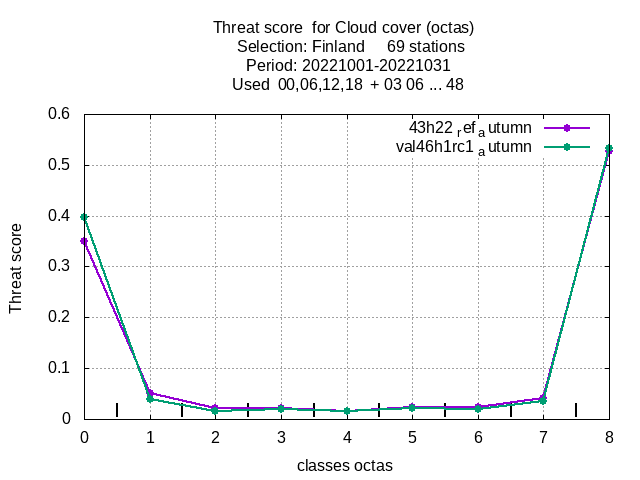 Threat score  for Cloud cover (octas)
Selection: Finland     69 stations
Period: 20221001-20221031
Used  00,06,12,18  + 03 06 ... 48
43h22 ref autumn
val46h1rc1 autumn
0.6
0.5
0.4
0.3
0.2
0.1
0
Threat score
0 1 2 3 4 5 6 7 8
classes octas